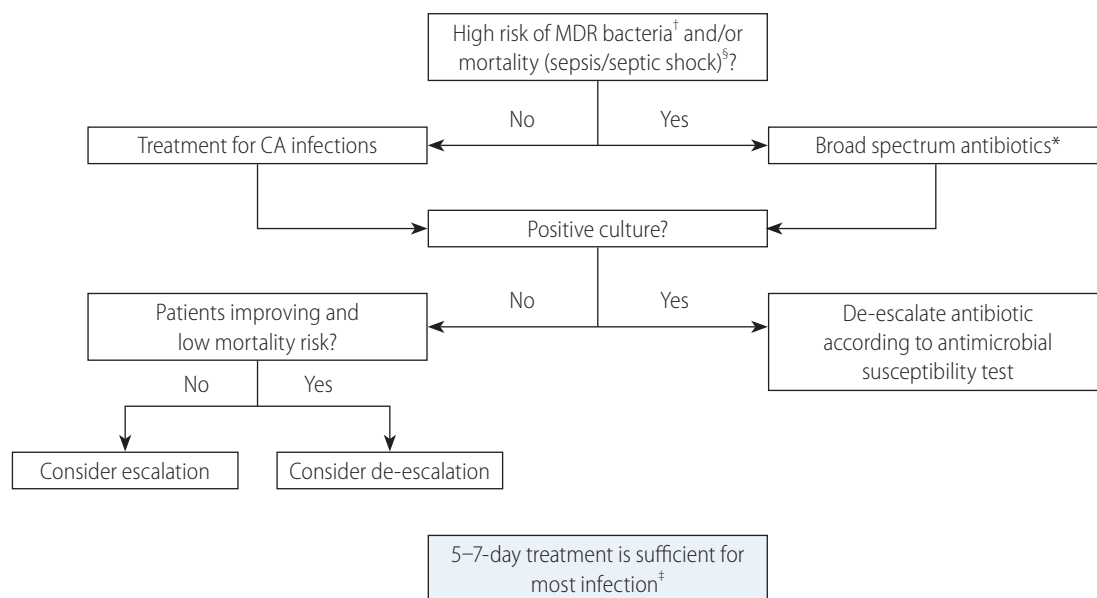 High risk of MDR bacteria† and/or
mortality (sepsis/septic shock)§?
No
Yes
Treatment for CA infections
Broad spectrum antibiotics*
Positive culture?
No
Yes
Patients improving and
low mortality risk?
De-escalate antibiotic
according to antimicrobial
susceptibility test
No
Yes
Consider escalation
Consider de-escalation
5–7-day treatment is sufficient for
most infection‡